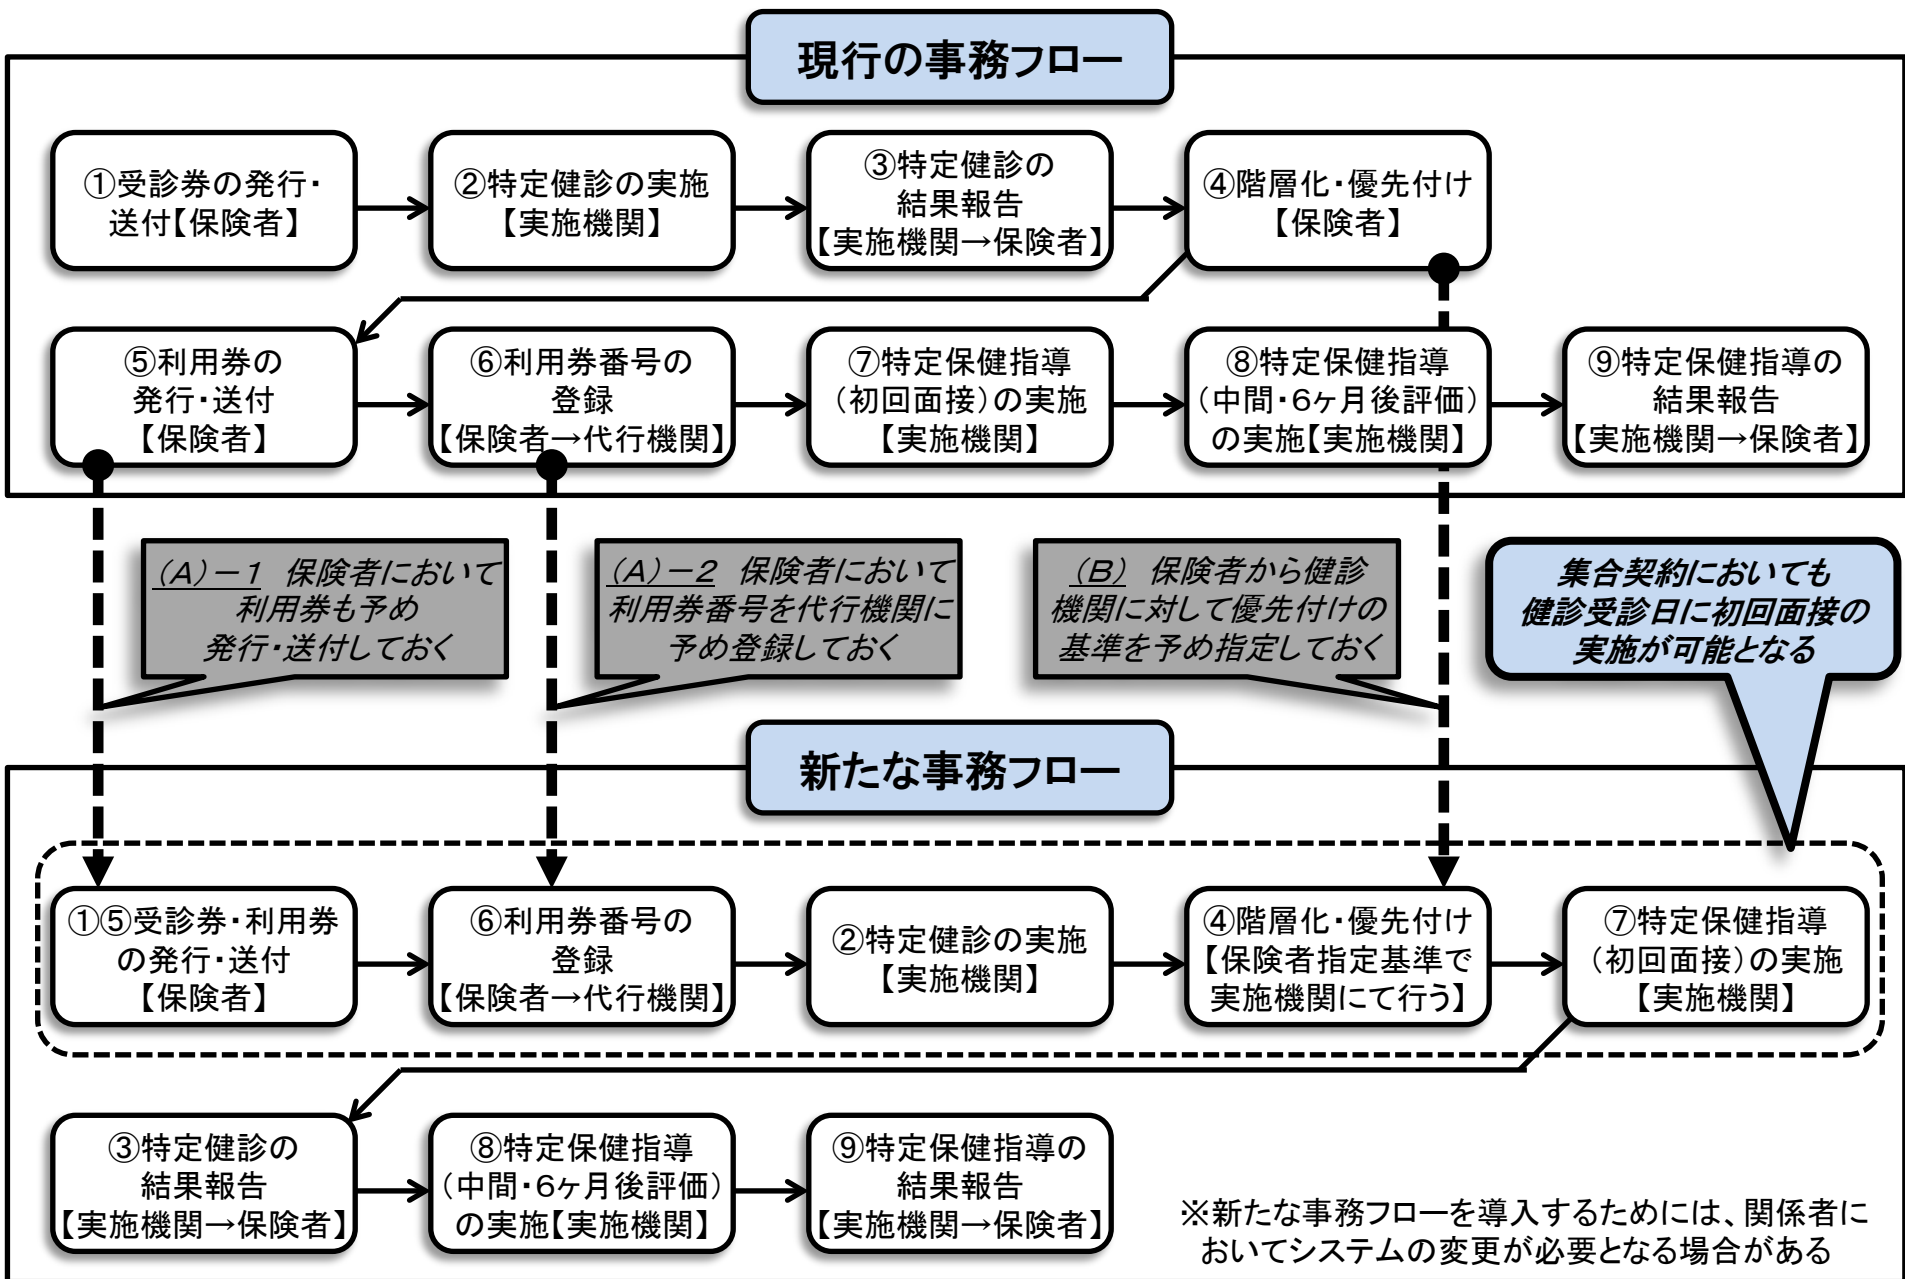 現行の事務フロー
①受診券の発行・
送付【保険者】
②特定健診の実施
【実施機関】
③特定健診の
結果報告
【実施機関→保険者】
④階層化・優先付け
【保険者】
⑤利用券の
発行・送付
【保険者】
⑥利用券番号の
登録
【保険者→代行機関】
⑦特定保健指導
(初回面接)の実施
【実施機関】
⑧特定保健指導
(中間・6ヶ月後評価)
の実施【実施機関】
⑨特定保健指導の
結果報告
【実施機関→保険者】
(A)-1 保険者において
利用券も予め
発行・送付しておく
(A)-2 保険者において
利用券番号を代行機関に
予め登録しておく
(B) 保険者から健診
機関に対して優先付けの
基準を予め指定しておく
集合契約においても
健診受診日に初回面接の
実施が可能となる
新たな事務フロー
①⑤受診券・利用券
の発行・送付
【保険者】
⑥利用券番号の
登録
【保険者→代行機関】
②特定健診の実施
【実施機関】
④階層化・優先付け
【保険者指定基準で
実施機関にて行う】
⑦特定保健指導
(初回面接)の実施
【実施機関】
③特定健診の
結果報告
【実施機関→保険者】
⑧特定保健指導
(中間・6ヶ月後評価)
の実施【実施機関】
⑨特定保健指導の
結果報告
【実施機関→保険者】
※新たな事務フローを導入するためには、関係者に
おいてシステムの変更が必要となる場合がある